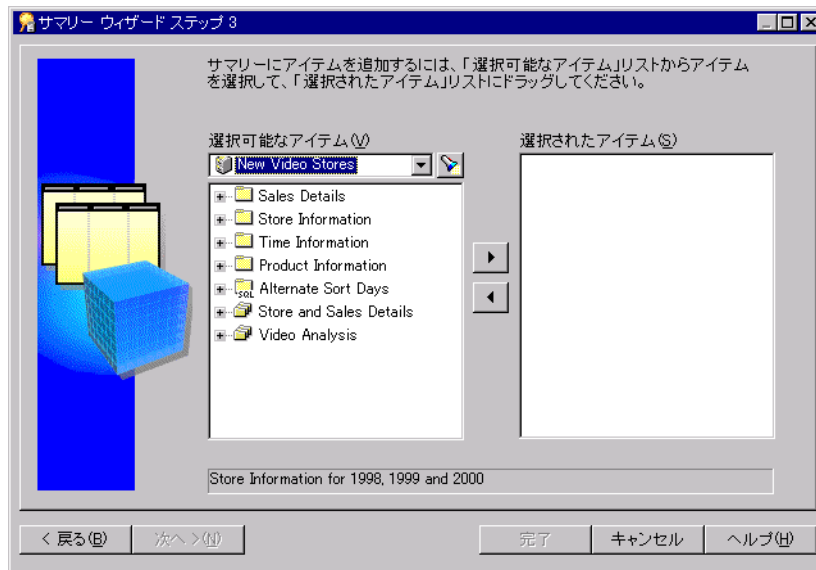 サマリー ウィザード ステップ 3
サマリーにアイテムを追加するには、「選択可能なアイテム」リストからアイテム
を選択して、「選択されたアイテム」リストにドラッグしてください。
選択可能なアイテム(V)
選択されたアイテム(S)
New Video Stores
Sales Details
Store Information
Time Information
Product Information
SQL Alternate Sort Days
Store and Sales Details
Video Analysis
Store Information for 1998, 1999 and 2000
< 戻る(B)
次へ >(N)
完了
キャンセル
ヘルプ(H)